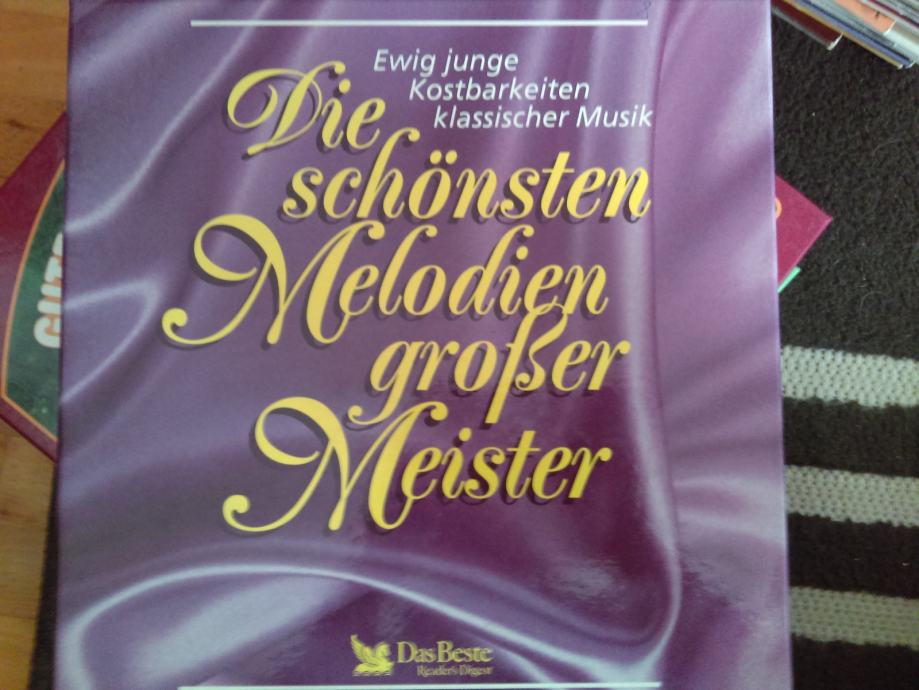 Ewig junge
Kostbarkeiten
klassischer Musik
Die
schönsten
Melodien
großer
Meister
Das Beste
Reader's Digest